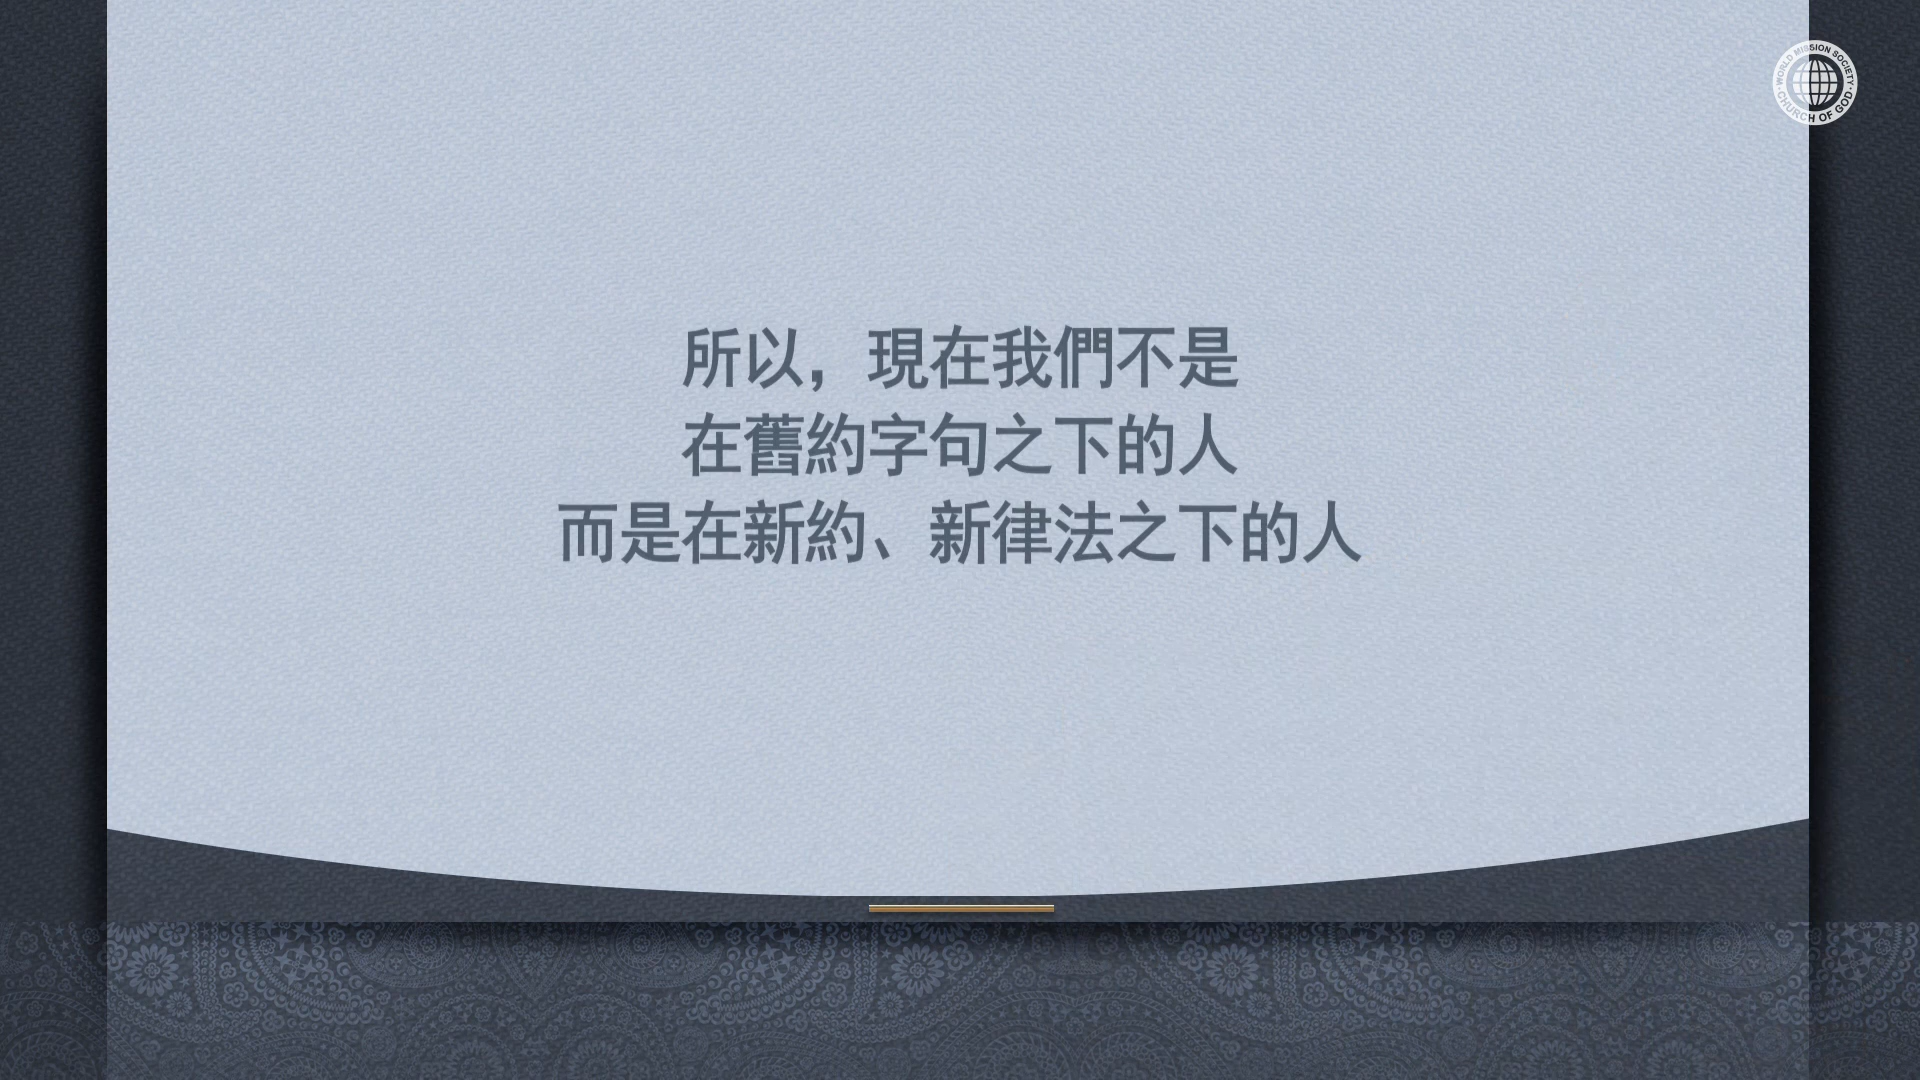 所以，現在我們不是
在舊約字句之下的人
而是在新約、新律法之下的人
WORLD MISSION SOCIETY
CHURCH OF GOD